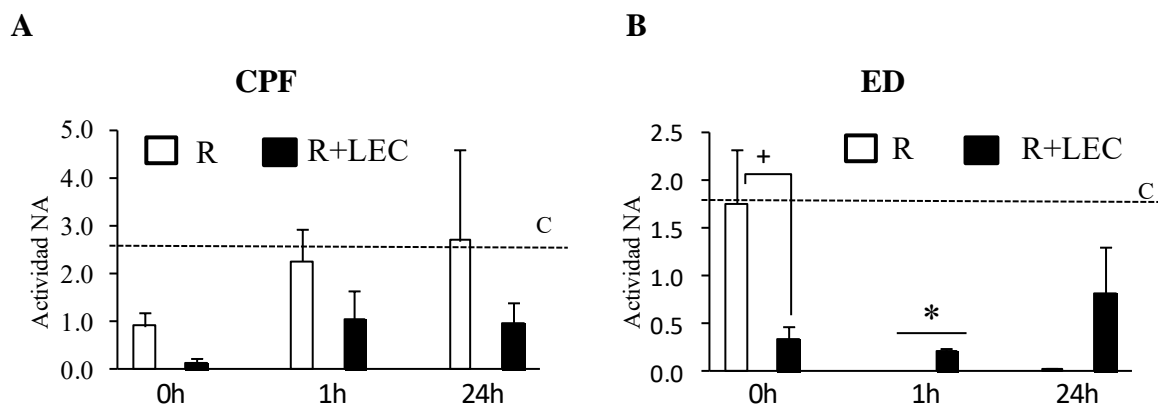 A
CPF
Actividad NA
5.0
4.0
3.0
2.0
1.0
0.0
R
R+LEC
C
0h
1h
24h
B
ED
Actividad NA
2.5
2.0
1.5
1.0
0.5
0.0
R
R+LEC
+
C
*
0h
1h
24h